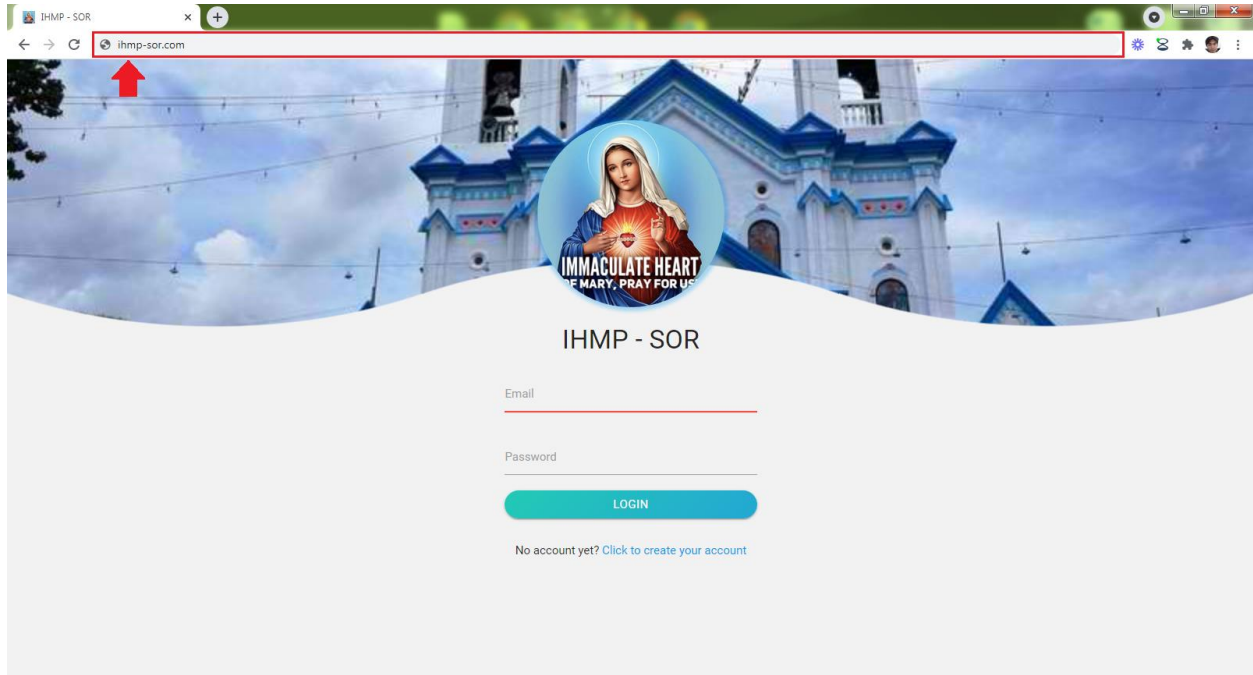 IHMP - SOR
ihmp-sor.com
IMMACULATE HEART
OF MARY, PRAY FOR US
IHMP - SOR
Email
Password
LOGIN
No account yet? Click to create your account